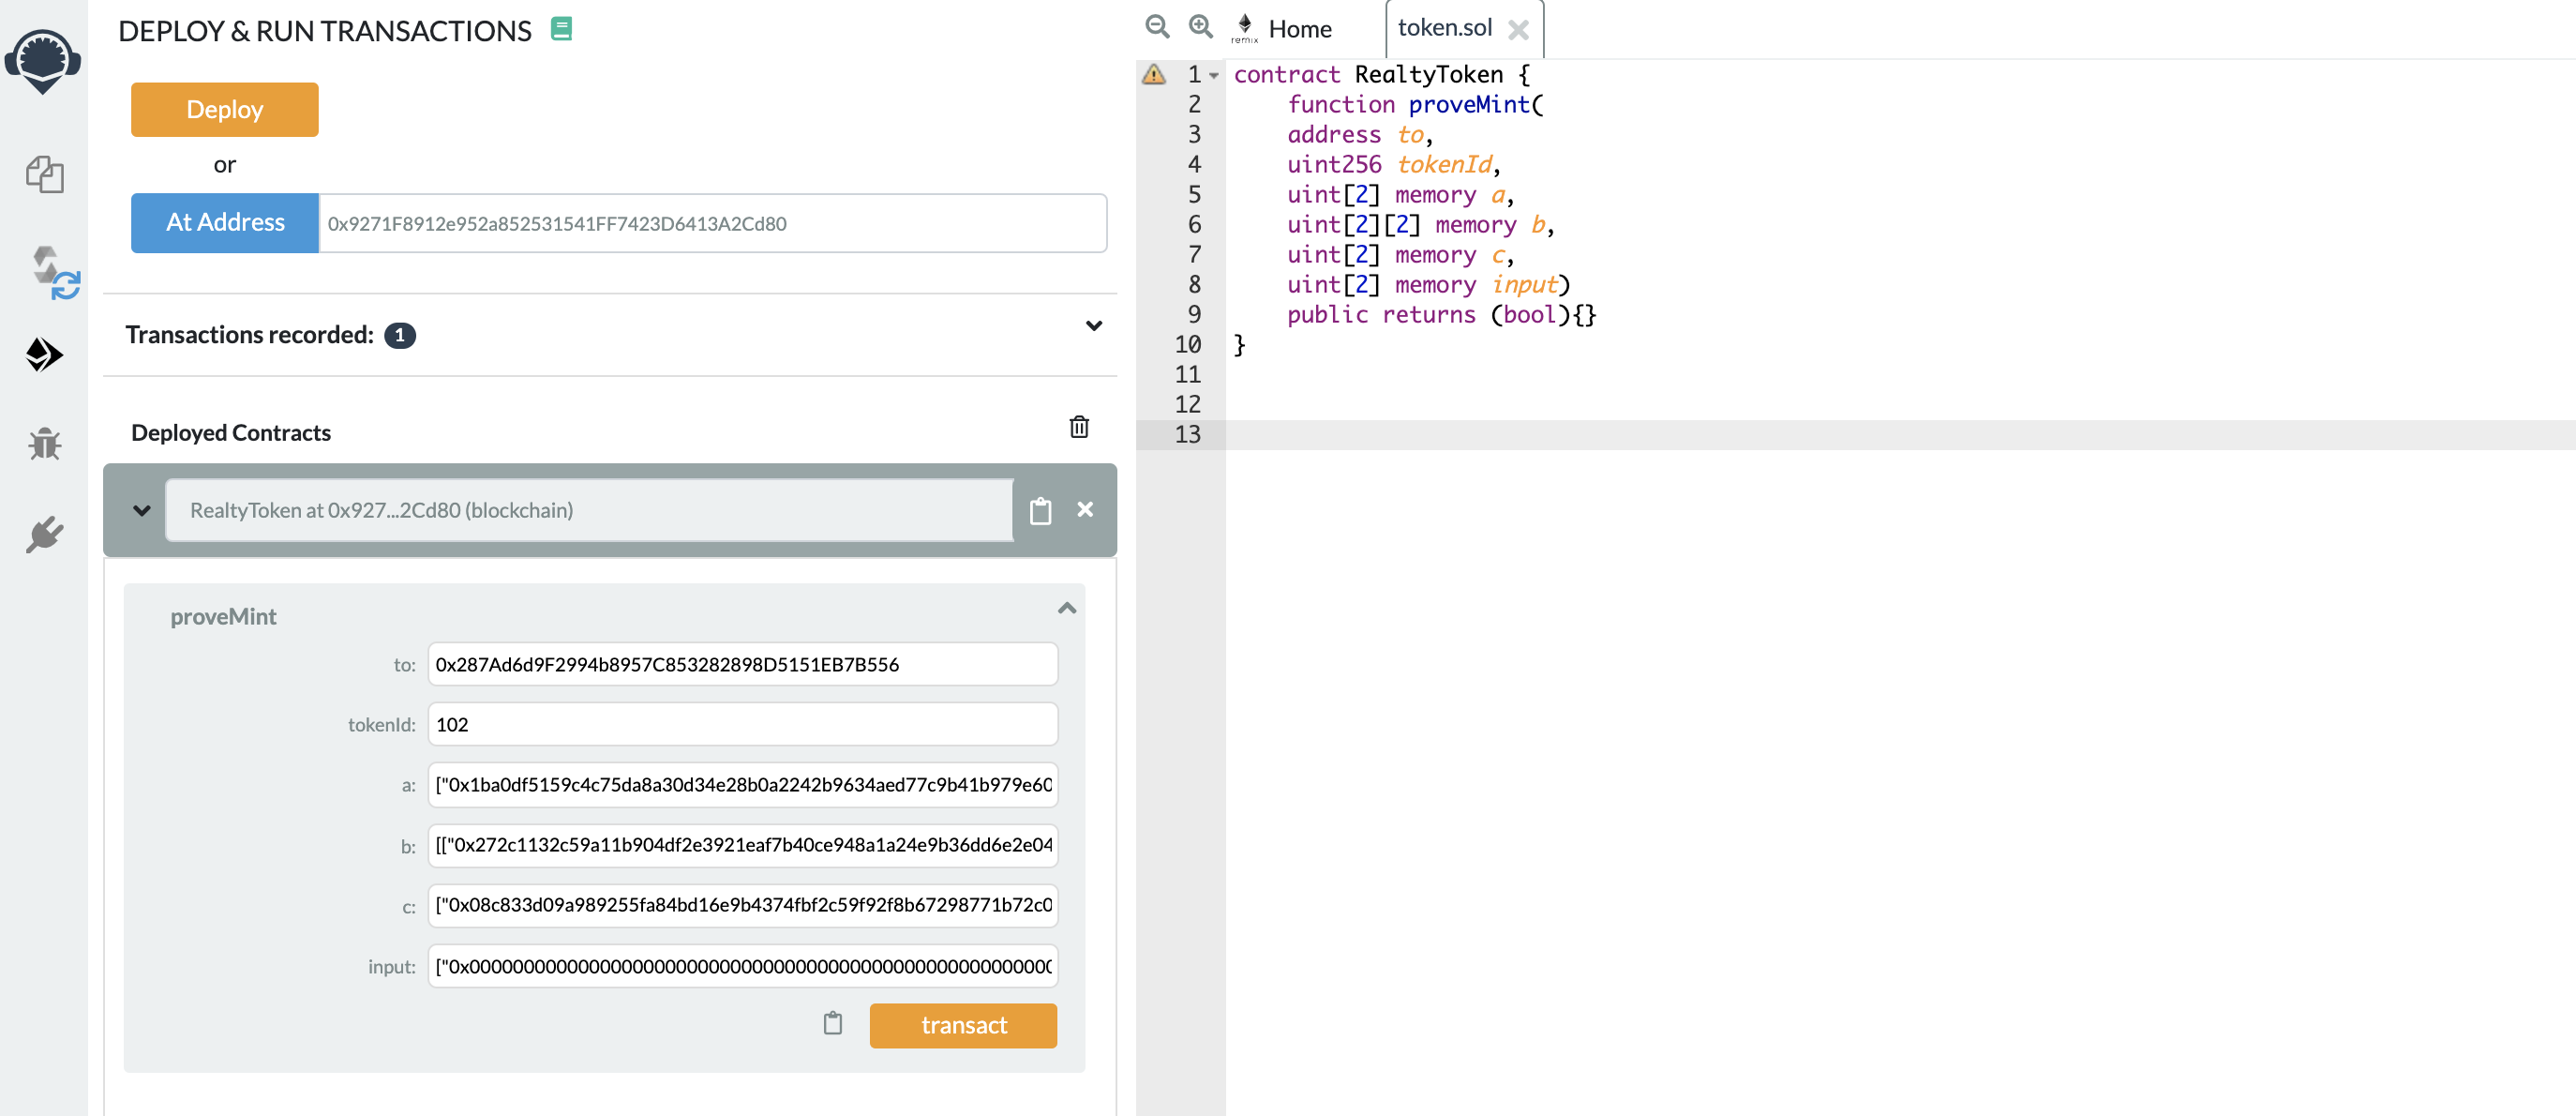 DEPLOY & RUN TRANSACTIONS
Deploy
or
At Address 0x9271F8912e952a852531541FF7423D6413A2Cd80
Transactions recorded: 1
Deployed Contracts
RealtyToken at 0x927...2Cd80 (blockchain)
proveMint
to: 0x287Ad6d9F2994b8957C853282898D5151EB7B556
tokenId: 102
a: ["0x1ba0df5159c4c75da8a30d34e28b0a2242b9634aed77c9b41b979e60
b: [["0x272c1132c59a11b904df2e3921eaf7b40ce948a1a24e9b36dd6e2e04
c: ["0x08c833d09a989255fa84bd16e9b4374fbf2c59f92f8b67298771b72c0
input:
transact
remix Home token.sol
1 contract RealtyToken {
2 function proveMint(
3 address to,
4 uint256 tokenId,
5 uint[2] memory a,
6 uint[2][2] memory b,
7 uint[2] memory c,
8 uint[2] memory input)
9 public returns (bool){}
10 }
11
12
13